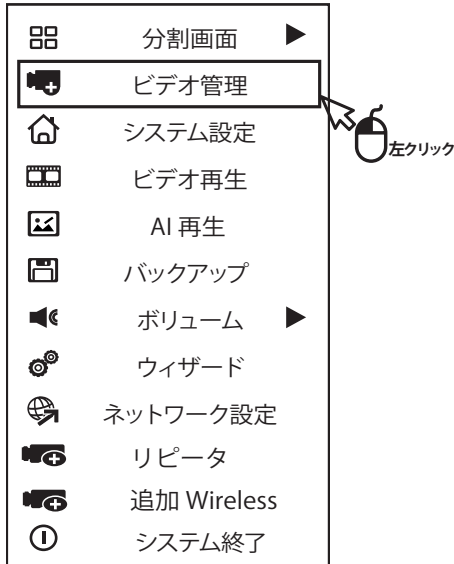 分割画面 ▶
ビデオ管理
システム設定
左クリック
ビデオ再生
AI 再生
バックアップ
ボリューム ▶
ウィザード
ネットワーク設定
リピータ
追加 Wireless
システム終了